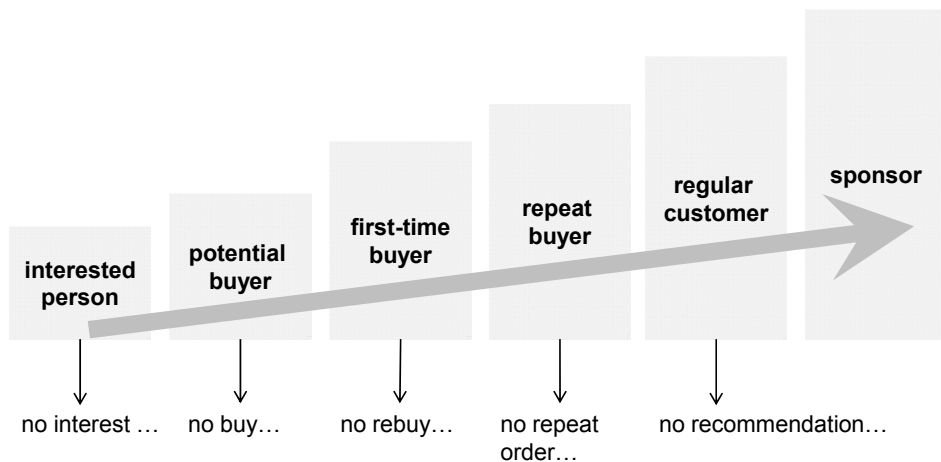 interested
person
potential
buyer
first-time
buyer
repeat
buyer
regular
customer
sponsor
no interest …
no buy…
no rebuy…
no repeat
order…
no recommendation…